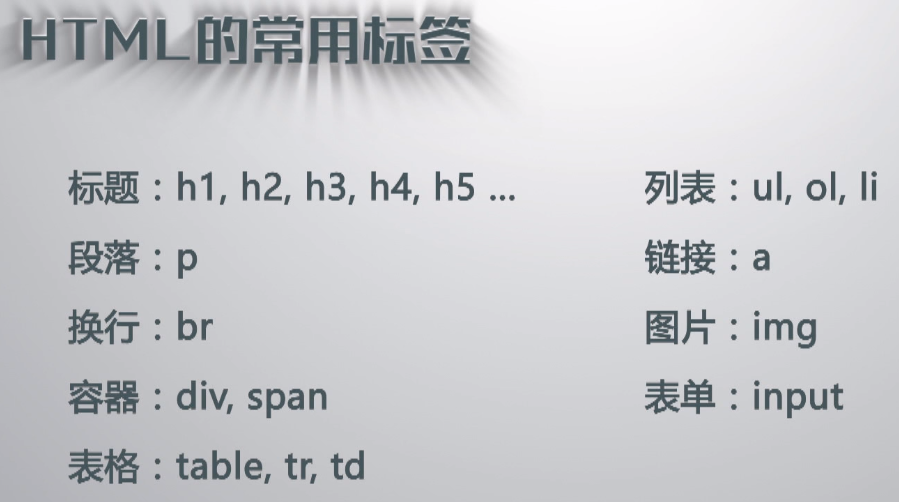 HTML的常用标签
标题：h1, h2, h3, h4, h5 ...
段落：p
换行：br
容器：div, span
表格：table, tr, td
列表：ul, ol, li
链接：a
图片：img
表单：input